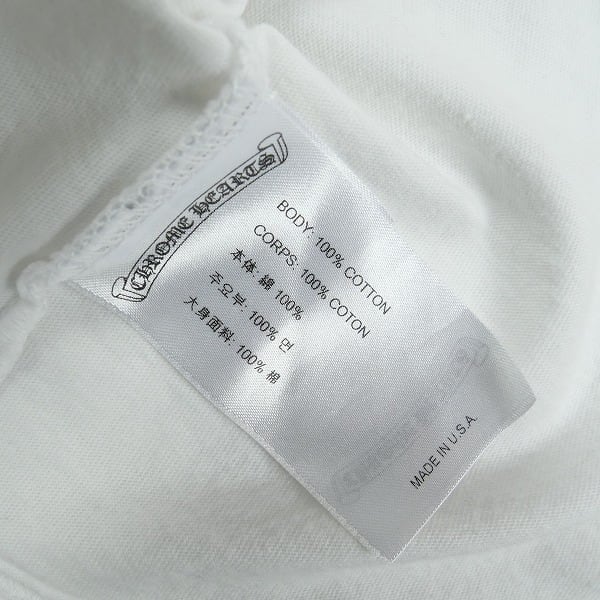 CHROME HEARTS
BODY: 100% COTTON
CORPS: 100% COTON
本体: 綿 100%
주요부: 100% 면
大身面料: 100% 棉
MADE IN U.S.A.